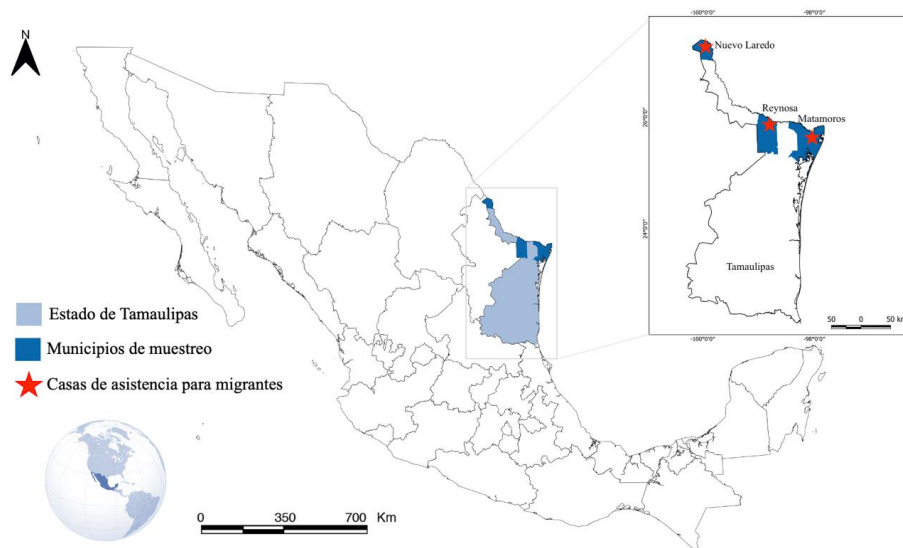 N
-100°0'0"
-98°0'0"
Nuevo Laredo
Reynosa
Matamoros
26°0'0"
24°0'0"
Tamaulipas
50 0 50 km
-100°0'0"
-98°0'0"
Estado de Tamaulipas
Municipios de muestreo
Casas de asistencia para migrantes
0 350 700 Km